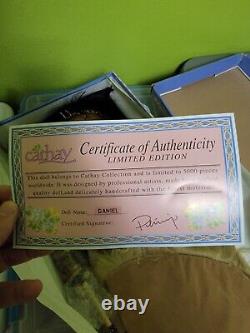 cathay
Certificate of Authenticity
LIMITED EDITION
This doll belongs to Cathay Collection and is limited to 5000 pieces
worldwide. It was designed by professional artists, made
quality and delicately handcrafted with the finest materials.
Doll Name: DANIEL
Certified Signature: